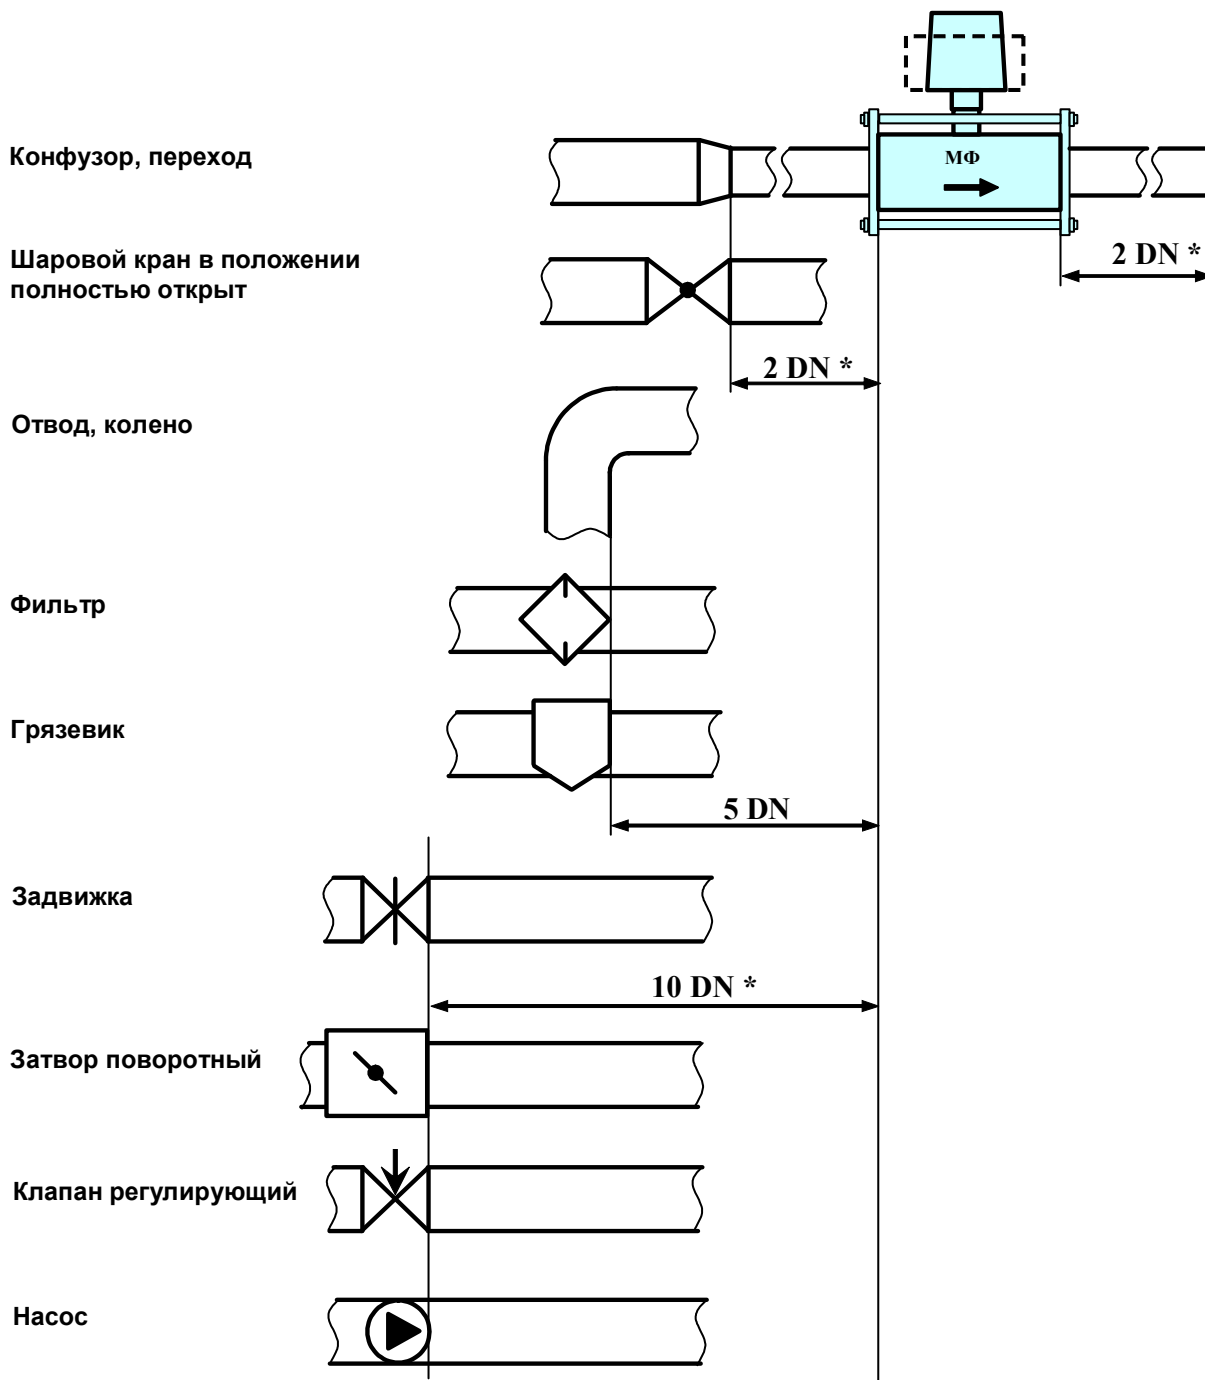 Конфузор, переход
МФ
Шаровой кран в положении
полностью открыт
2 DN *
2 DN *
Отвод, колено
Фильтр
Грязевик
5 DN
Задвижка
10 DN *
Затвор поворотный
Клапан регулирующий
Насос